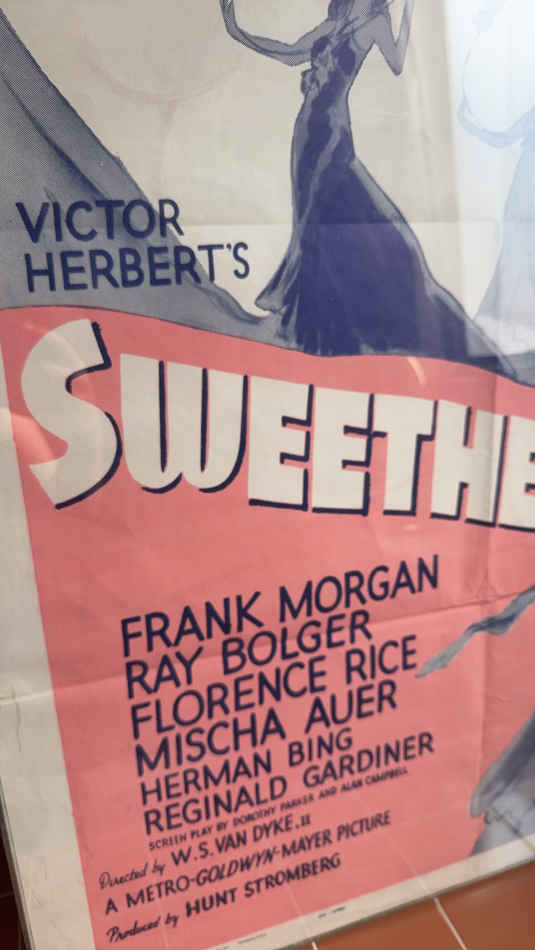 VICTOR
HERBERT'S
SWEETHE
FRANK MORGAN
RAY BOLGER
FLORENCE RICE
MISCHA AUER
HERMAN BING
REGINALD GARDINER
SCREEN PLAY BY DOROTHY PARKER AND ALAN CAMPBELL
Directed by W.S. VAN DYKE, II
A METRO-GOLDWYN-MAYER PICTURE
Produced by HUNT STROMBERG